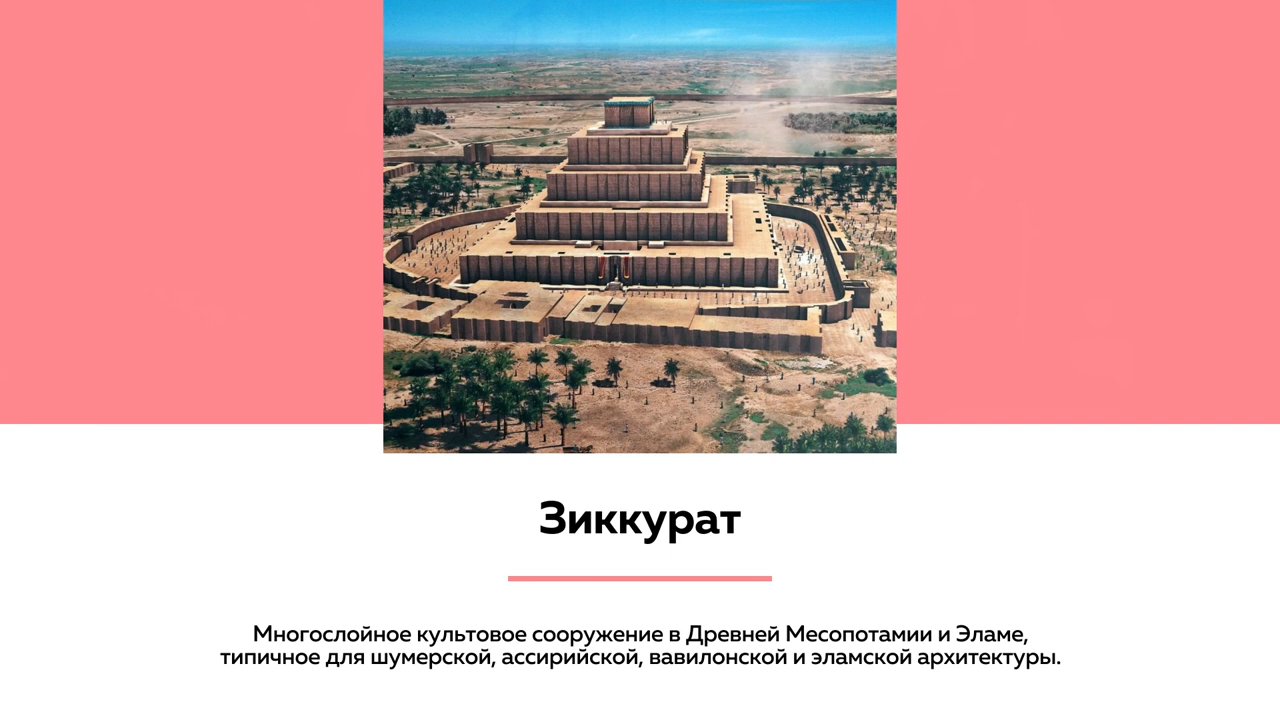 Зиккурат
Многослойное культовое сооружение в Древней Месопотамии и Эламе,
типичное для шумерской, ассирийской, вавилонской и эламской архитектуры.